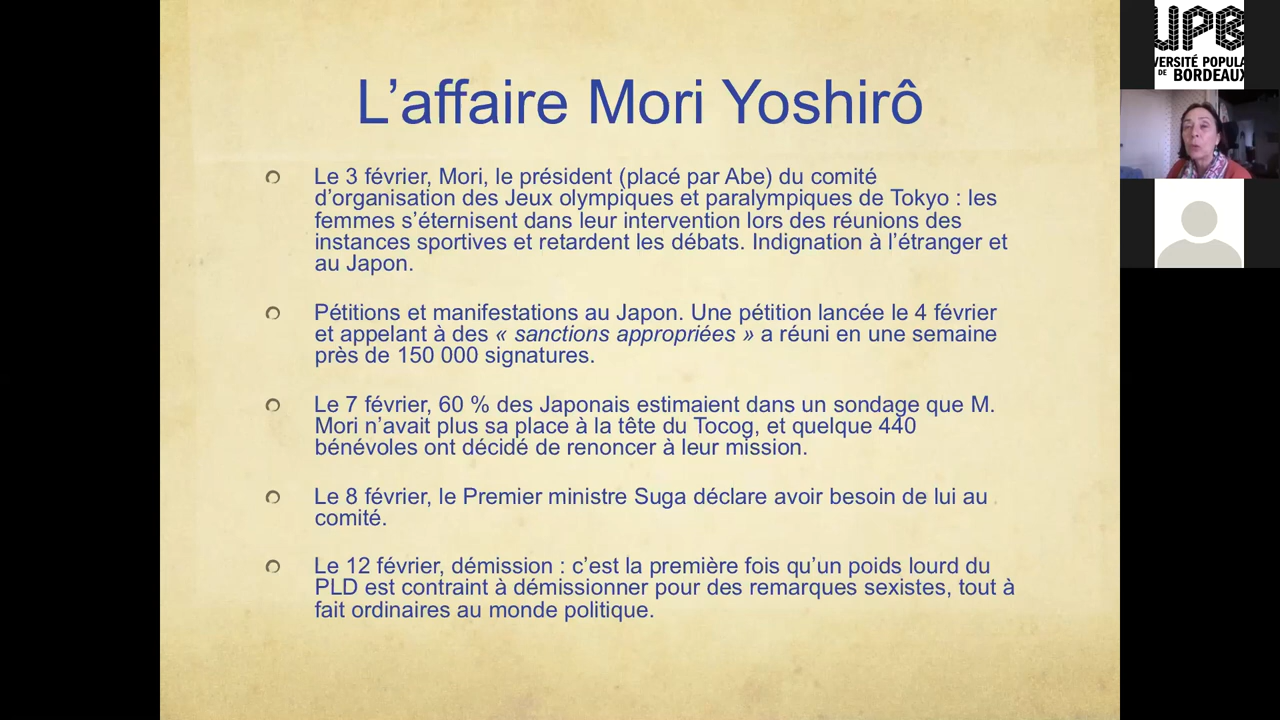 L’affaire Mori Yoshirô
Le 3 février, Mori, le président (placé par Abe) du comité
d’organisation des Jeux olympiques et paralympiques de Tokyo : les
femmes s’éternisent dans leur intervention lors des réunions des
instances sportives et retardent les débats. Indignation à l’étranger et
au Japon.
Pétitions et manifestations au Japon. Une pétition lancée le 4 février
et appelant à des « sanctions appropriées » a réuni en une semaine
près de 150 000 signatures.
Le 7 février, 60 % des Japonais estimaient dans un sondage que M.
Mori n’avait plus sa place à la tête du Tocog, et quelque 440
bénévoles ont décidé de renoncer à leur mission.
Le 8 février, le Premier ministre Suga déclare avoir besoin de lui au
comité.
Le 12 février, démission : c’est la première fois qu’un poids lourd du
PLD est contraint à démissionner pour des remarques sexistes, tout à
fait ordinaires au monde politique.
UPB
VERSITÉ POPULA
DE BORDEAUX